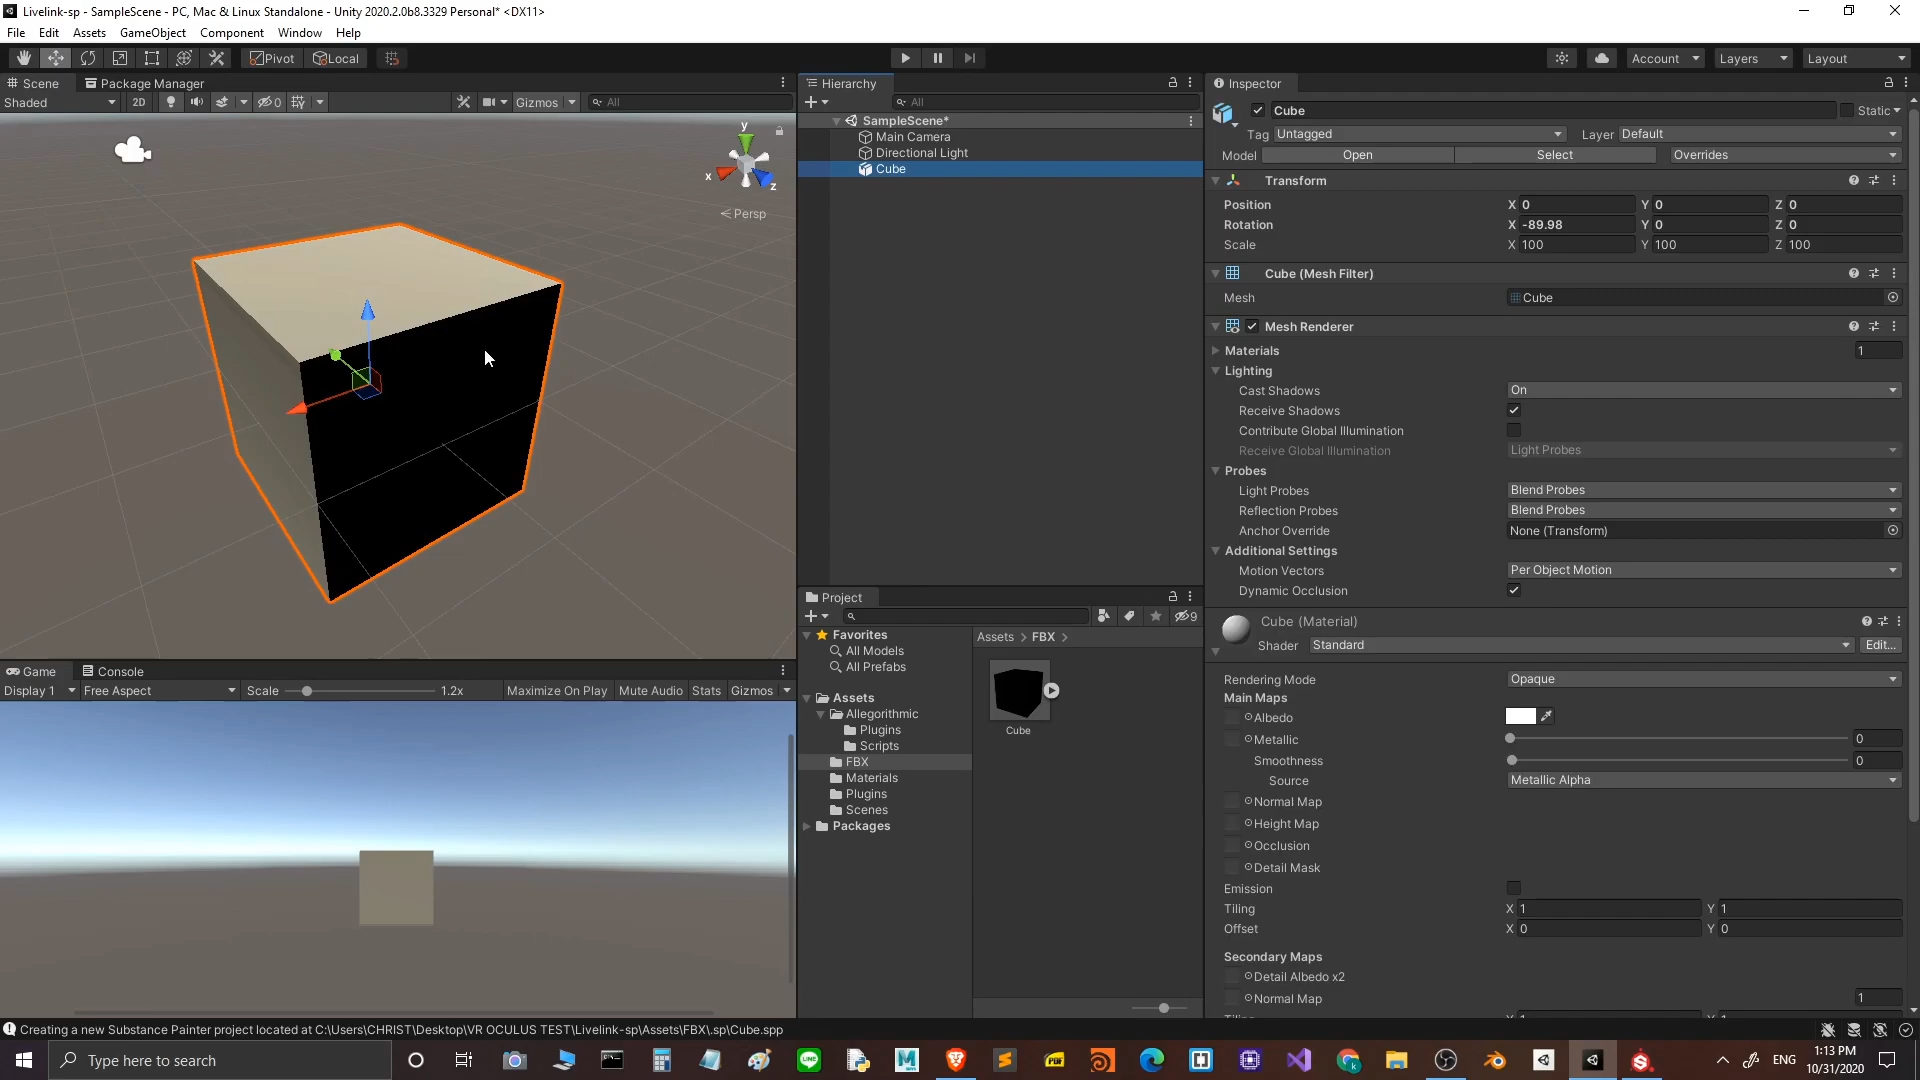 Livelink-sp - SampleScene - PC, Mac & Linux Standalone - Unity 2020.2.0b8.3329 Personal* <DX11>
File Edit Assets GameObject Component Window Help
Pivot Local Account Layers Layout
Scene Package Manager
Shaded 2D 0 Gizmos All
y
x z
Persp
Hierarchy
All
SampleScene*
Main Camera
Directional Light
Cube
Inspector
Cube Static
Tag Untagged Layer Default
Model Open Select Overrides
Transform
Position X 0 Y 0 Z 0
Rotation X -89.98 Y 0 Z 0
Scale X 100 Y 100 Z 100
Cube (Mesh Filter)
Mesh Cube
Mesh Renderer
Materials 1
Lighting
Cast Shadows On
Receive Shadows
Contribute Global Illumination
Receive Global Illumination Light Probes
Probes
Light Probes Blend Probes
Reflection Probes Blend Probes
Anchor Override None (Transform)
Additional Settings
Motion Vectors Per Object Motion
Dynamic Occlusion
Cube (Material)
Shader Standard Edit...
Rendering Mode Opaque
Main Maps
Albedo
Metallic 0
Smoothness 0
Source Metallic Alpha
Normal Map
Height Map
Occlusion
Detail Mask
Emission
Tiling X 1 Y 1
Offset X 0 Y 0
Secondary Maps
Detail Albedo x2
Normal Map 1
Project
9
Favorites
All Models
All Prefabs
Assets
Allegorithmic
Plugins
Scripts
FBX
Materials
Plugins
Scenes
Packages
Assets > FBX >
Cube
Game Console
Display 1 Free Aspect Scale 1.2x Maximize On Play Mute Audio Stats Gizmos
Creating a new Substance Painter project located at C:\Users\CHRIST\Desktop\VR OCULUS TEST\Livelink-sp\Assets\FBX\.sp\Cube.spp
Type here to search
ENG
1:13 PM
10/31/2020